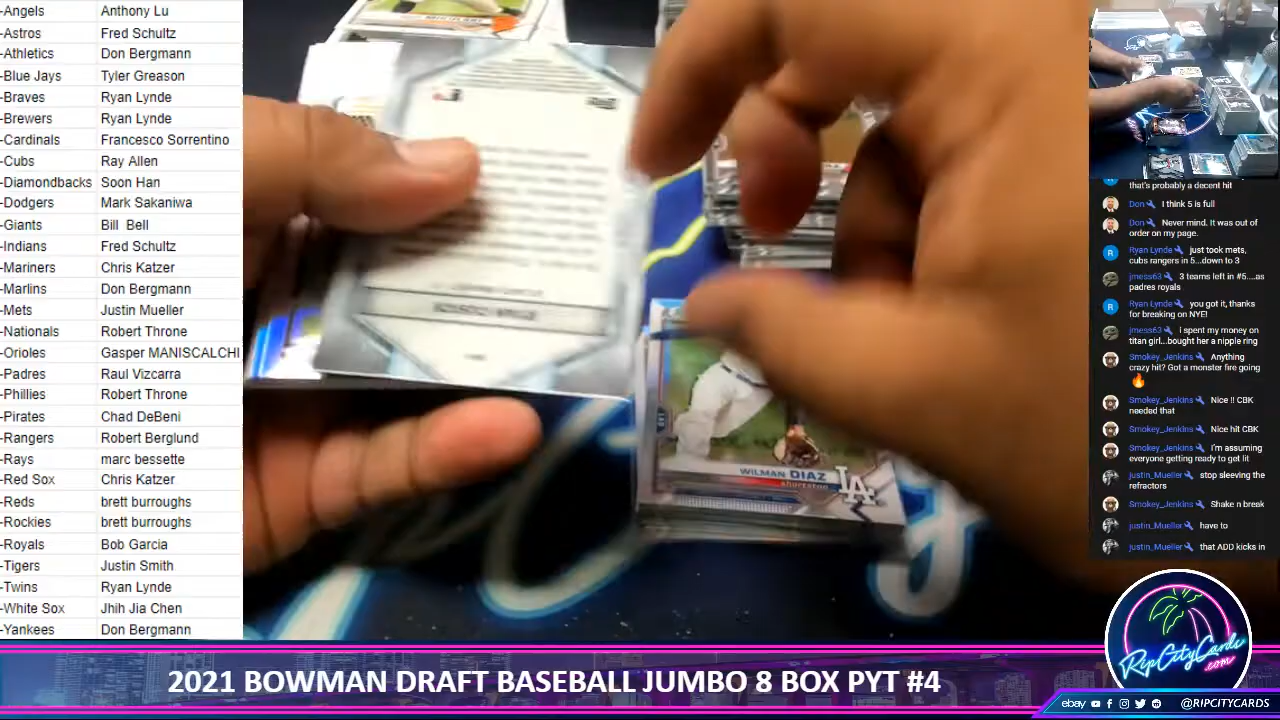 -Angels Anthony Lu
-Astros Fred Schultz
-Athletics Don Bergmann
-Blue Jays Tyler Greason
-Braves Ryan Lynde
-Brewers Ryan Lynde
-Cardinals Francesco Sorrentino
-Cubs Ray Allen
-Diamondbacks Soon Han
-Dodgers Mark Sakaniwa
-Giants Bill Bell
-Indians Fred Schultz
-Mariners Chris Katzer
-Marlins Don Bergmann
-Mets Justin Mueller
-Nationals Robert Throne
-Orioles Gasper MANISCALCHI
-Padres Raul Vizcarra
-Phillies Robert Throne
-Pirates Chad DeBeni
-Rangers Robert Berglund
-Rays marc bessette
-Red Sox Chris Katzer
-Reds brett burroughs
-Rockies brett burroughs
-Royals Bob Garcia
-Tigers Justin Smith
-Twins Ryan Lynde
-White Sox Jhih Jia Chen
-Yankees Don Bergmann
WILMAN DIAZ
shortstop
LA
that's probably a decent hit
Don I think 5 is full
Don Never mind. It was out of
order on my page.
Ryan Lynde just took mets,
cubs rangers in 5...down to 3
jmess63 3 teams left in #5....as
padres royals
Ryan Lynde you got it, thanks
for breaking on NYE!
jmess63 i spent my money on
titan girl...bought her a nipple ring
Smokey_Jenkins Anything
crazy hit? Got a monster fire going
Smokey_Jenkins Nice !! CBK
needed that
Smokey_Jenkins Nice hit CBK
Smokey_Jenkins I'm assuming
everyone getting ready to get lit
justin_Mueller stop sleeving the
refractors
Smokey_Jenkins Shake n break
justin_Mueller have to
justin_Mueller that ADD kicks in
RipCityCards
.com
2021 BOWMAN DRAFT BASEBALL JUMBO 8 BOX PYT #4
ebay @RIPCITYCARDS